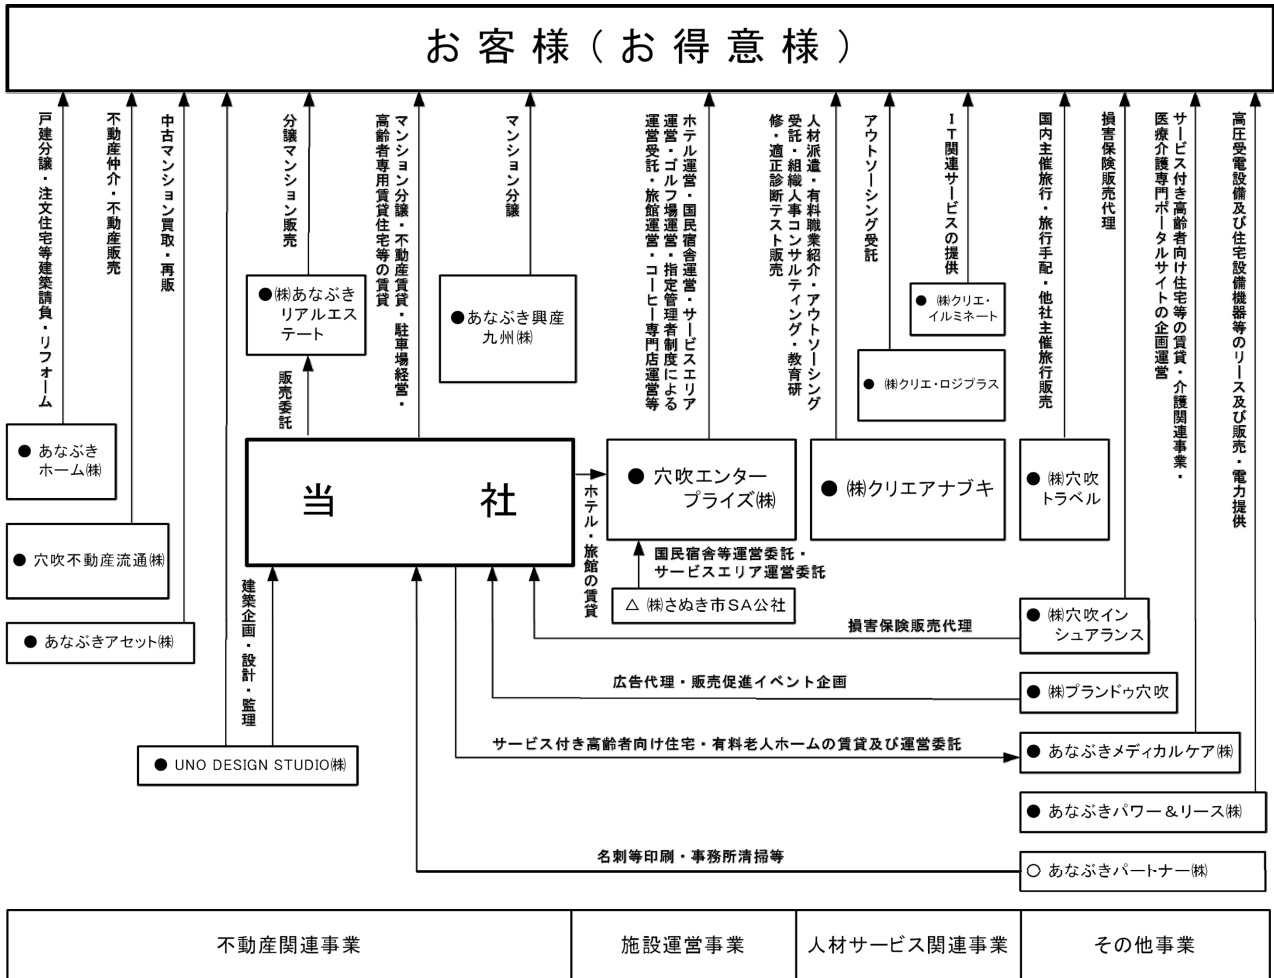 お客様(お得意様)
戸建分譲・注文住宅等建築請負・リフォーム
不動産仲介・不動産販売
中古マンション買取・再販
分譲マンション販売
マンション分譲・不動産賃貸・駐車場経営・
高齢者専用賃貸住宅等の賃貸
マンション分譲
ホテル運営・国民宿舎運営・サービスエリア
運営・ゴルフ場運営・指定管理者制度による
運営受託・旅館運営・コーヒー専門店運営等
人材派遣・有料職業紹介・アウトソーシング
受託・組織人事コンサルティング・教育研
修・適正診断テスト販売
アウトソーシング受託
IT関連サービスの提供
国内主催旅行・旅行手配・他社主催旅行販売
損害保険販売代理
サービス付き高齢者向け住宅等の賃貸・介護関連事業・
医療介護専門ポータルサイトの企画運営
高圧受電設備及び住宅設備機器等のリース及び販売・電力提供
●㈱あなぶき
リアルエス
テート
●あなぶき興産
九州㈱
● ㈱クリエ・
イルミネート
● ㈱クリエ・ロジプラス
販売委託
● あなぶき
ホーム㈱
当 社
ホテル・旅館の賃貸
● 穴吹エンター
プライズ㈱
● ㈱クリエアナブキ
● ㈱穴吹
トラベル
● 穴吹不動産流通㈱
国民宿舎等運営委託・
サービスエリア運営委託
△ ㈱さぬき市SA公社
● あなぶきアセット㈱
建築企画・設計・監理
● ㈱穴吹イン
シュアランス
損害保険販売代理
広告代理・販売促進イベント企画
● ㈱プランドゥ穴吹
サービス付き高齢者向け住宅・有料老人ホームの賃貸及び運営委託
● あなぶきメディカルケア㈱
● UNO DESIGN STUDIO㈱
● あなぶきパワー&リース㈱
名刺等印刷・事務所清掃等
○ あなぶきパートナー㈱
不動産関連事業
施設運営事業
人材サービス関連事業
その他事業